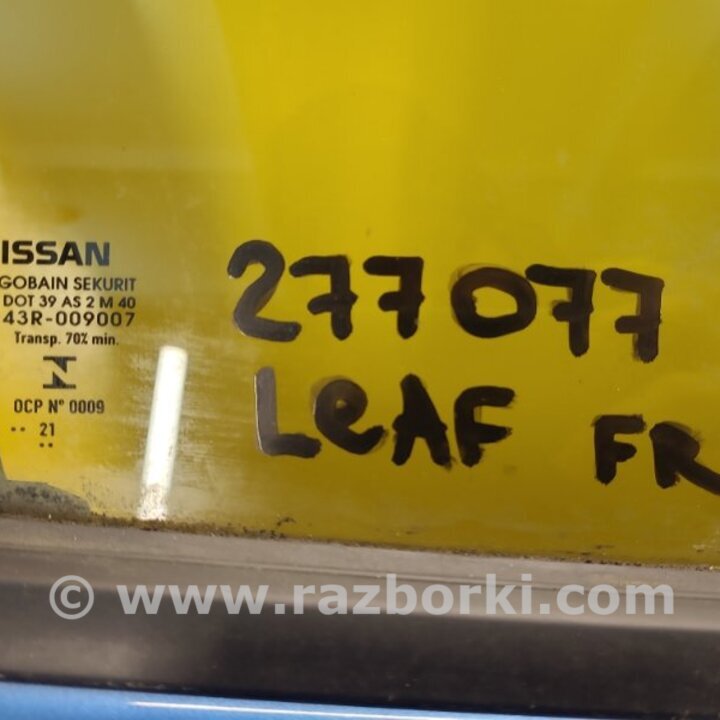 ISSAN
GOBAIN SEKURIT
DOT 39 AS 2 M 40
43R-009007
Transp. 70% min.
OCP Nº 0009
·· 21
··
277077
LeAF FR
© www.razborki.com